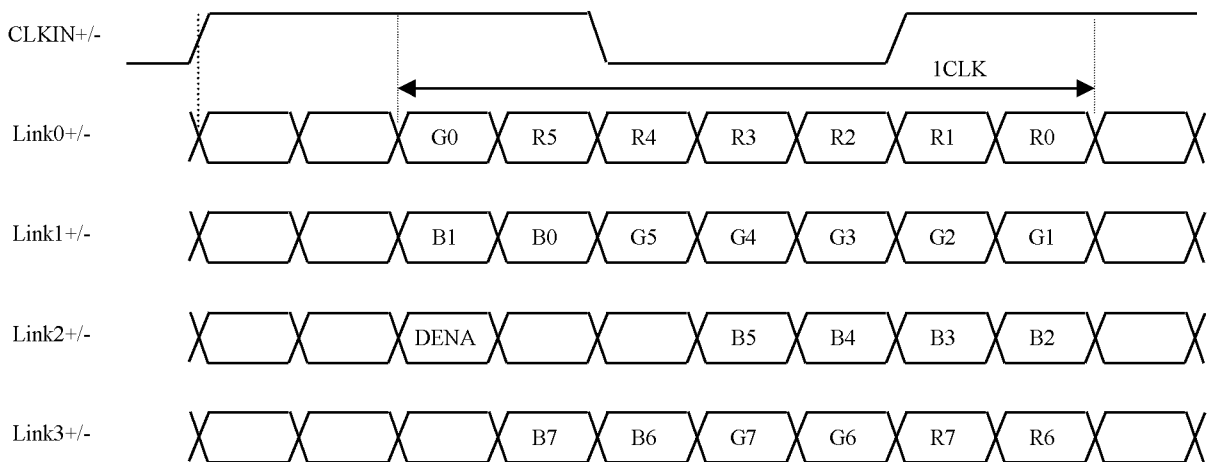 CLKIN+/-
1CLK
Link0+/- G0 R5 R4 R3 R2 R1 R0
Link1+/- B1 B0 G5 G4 G3 G2 G1
Link2+/- DENA B5 B4 B3 B2
Link3+/- B7 B6 G7 G6 R7 R6